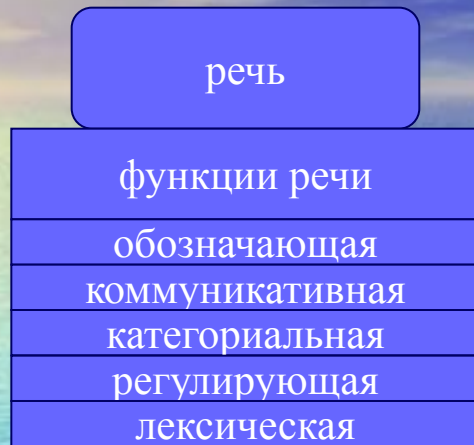 речь
функции речи
обозначающая
коммуникативная
категориальная
регулирующая
лексическая